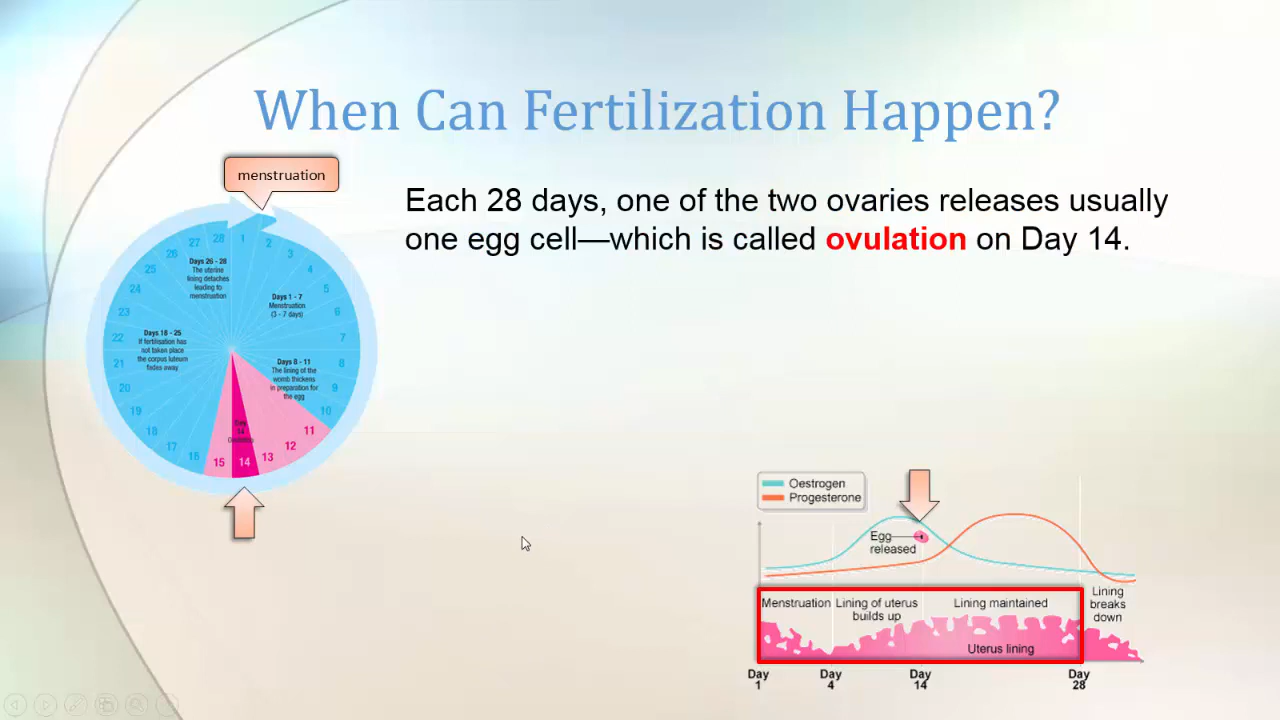 When Can Fertilization Happen?
menstruation
Each 28 days, one of the two ovaries releases usually
one egg cell—which is called ovulation on Day 14.
1
2
3
4
5
6
7
8
9
10
11
12
13
14
15
16
17
18
19
20
21
22
23
24
25
26
27
28
Days 26 - 28
The uterine
lining detaches
leading to
menstruation
Days 1 - 7
Menstruation
(3 - 7 days)
Days 18 - 25
If fertilisation has
not taken place
the corpus luteum
fades away
Days 8 - 11
The lining of the
womb thickens
in preparation for
the egg
Day
14
Oestrogen
Progesterone
Egg
released
Menstruation
Lining of uterus
builds up
Lining maintained
Lining
breaks
down
Uterus lining
Day
1
Day
4
Day
14
Day
28